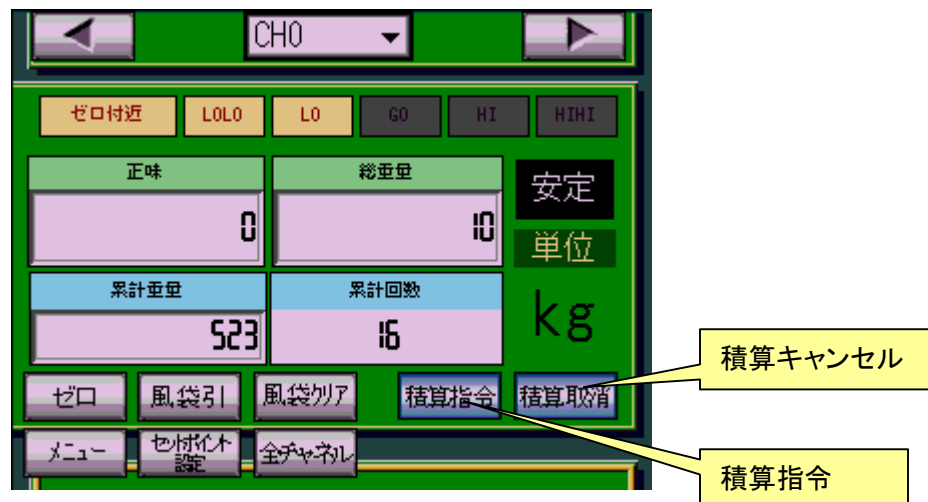 CH0
ゼロ付近 LOLO LO GO HI HIHI
正味 総重量 安定
0 10
単位
累計重量 累計回数
kg
523 16
積算キャンセル
ゼロ 風袋引 風袋クリア 積算指令 積算取消
メニュー セットポイント設定 全チャネル
積算指令